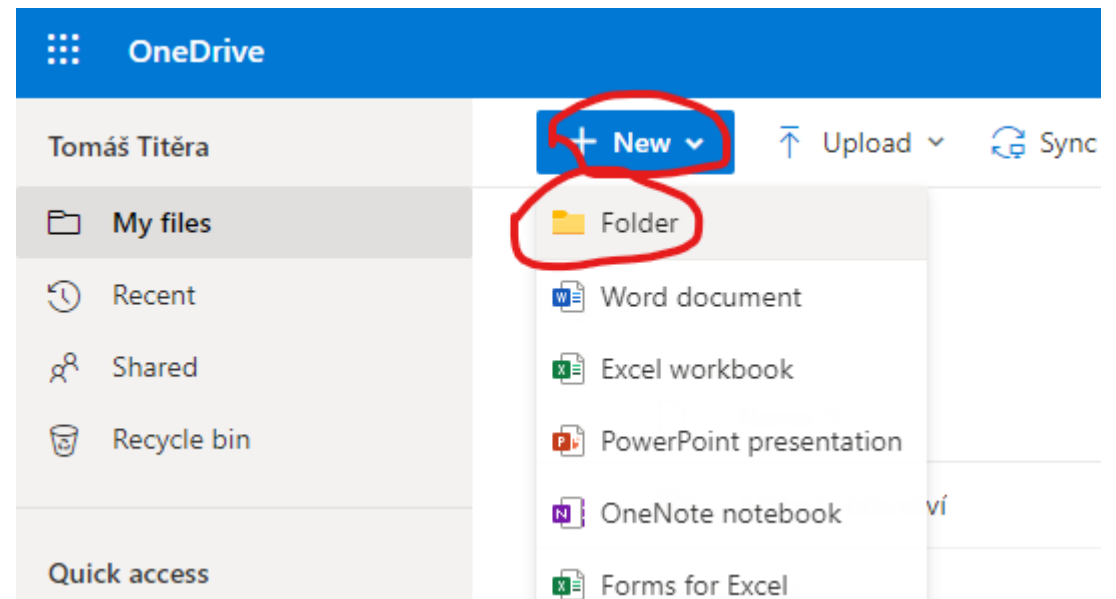 OneDrive
Tomáš Titěra
+ New
Upload
Sync
My files
Folder
Recent
Word document
Shared
Excel workbook
Recycle bin
PowerPoint presentation
OneNote notebook
ví
Quick access
Forms for Excel